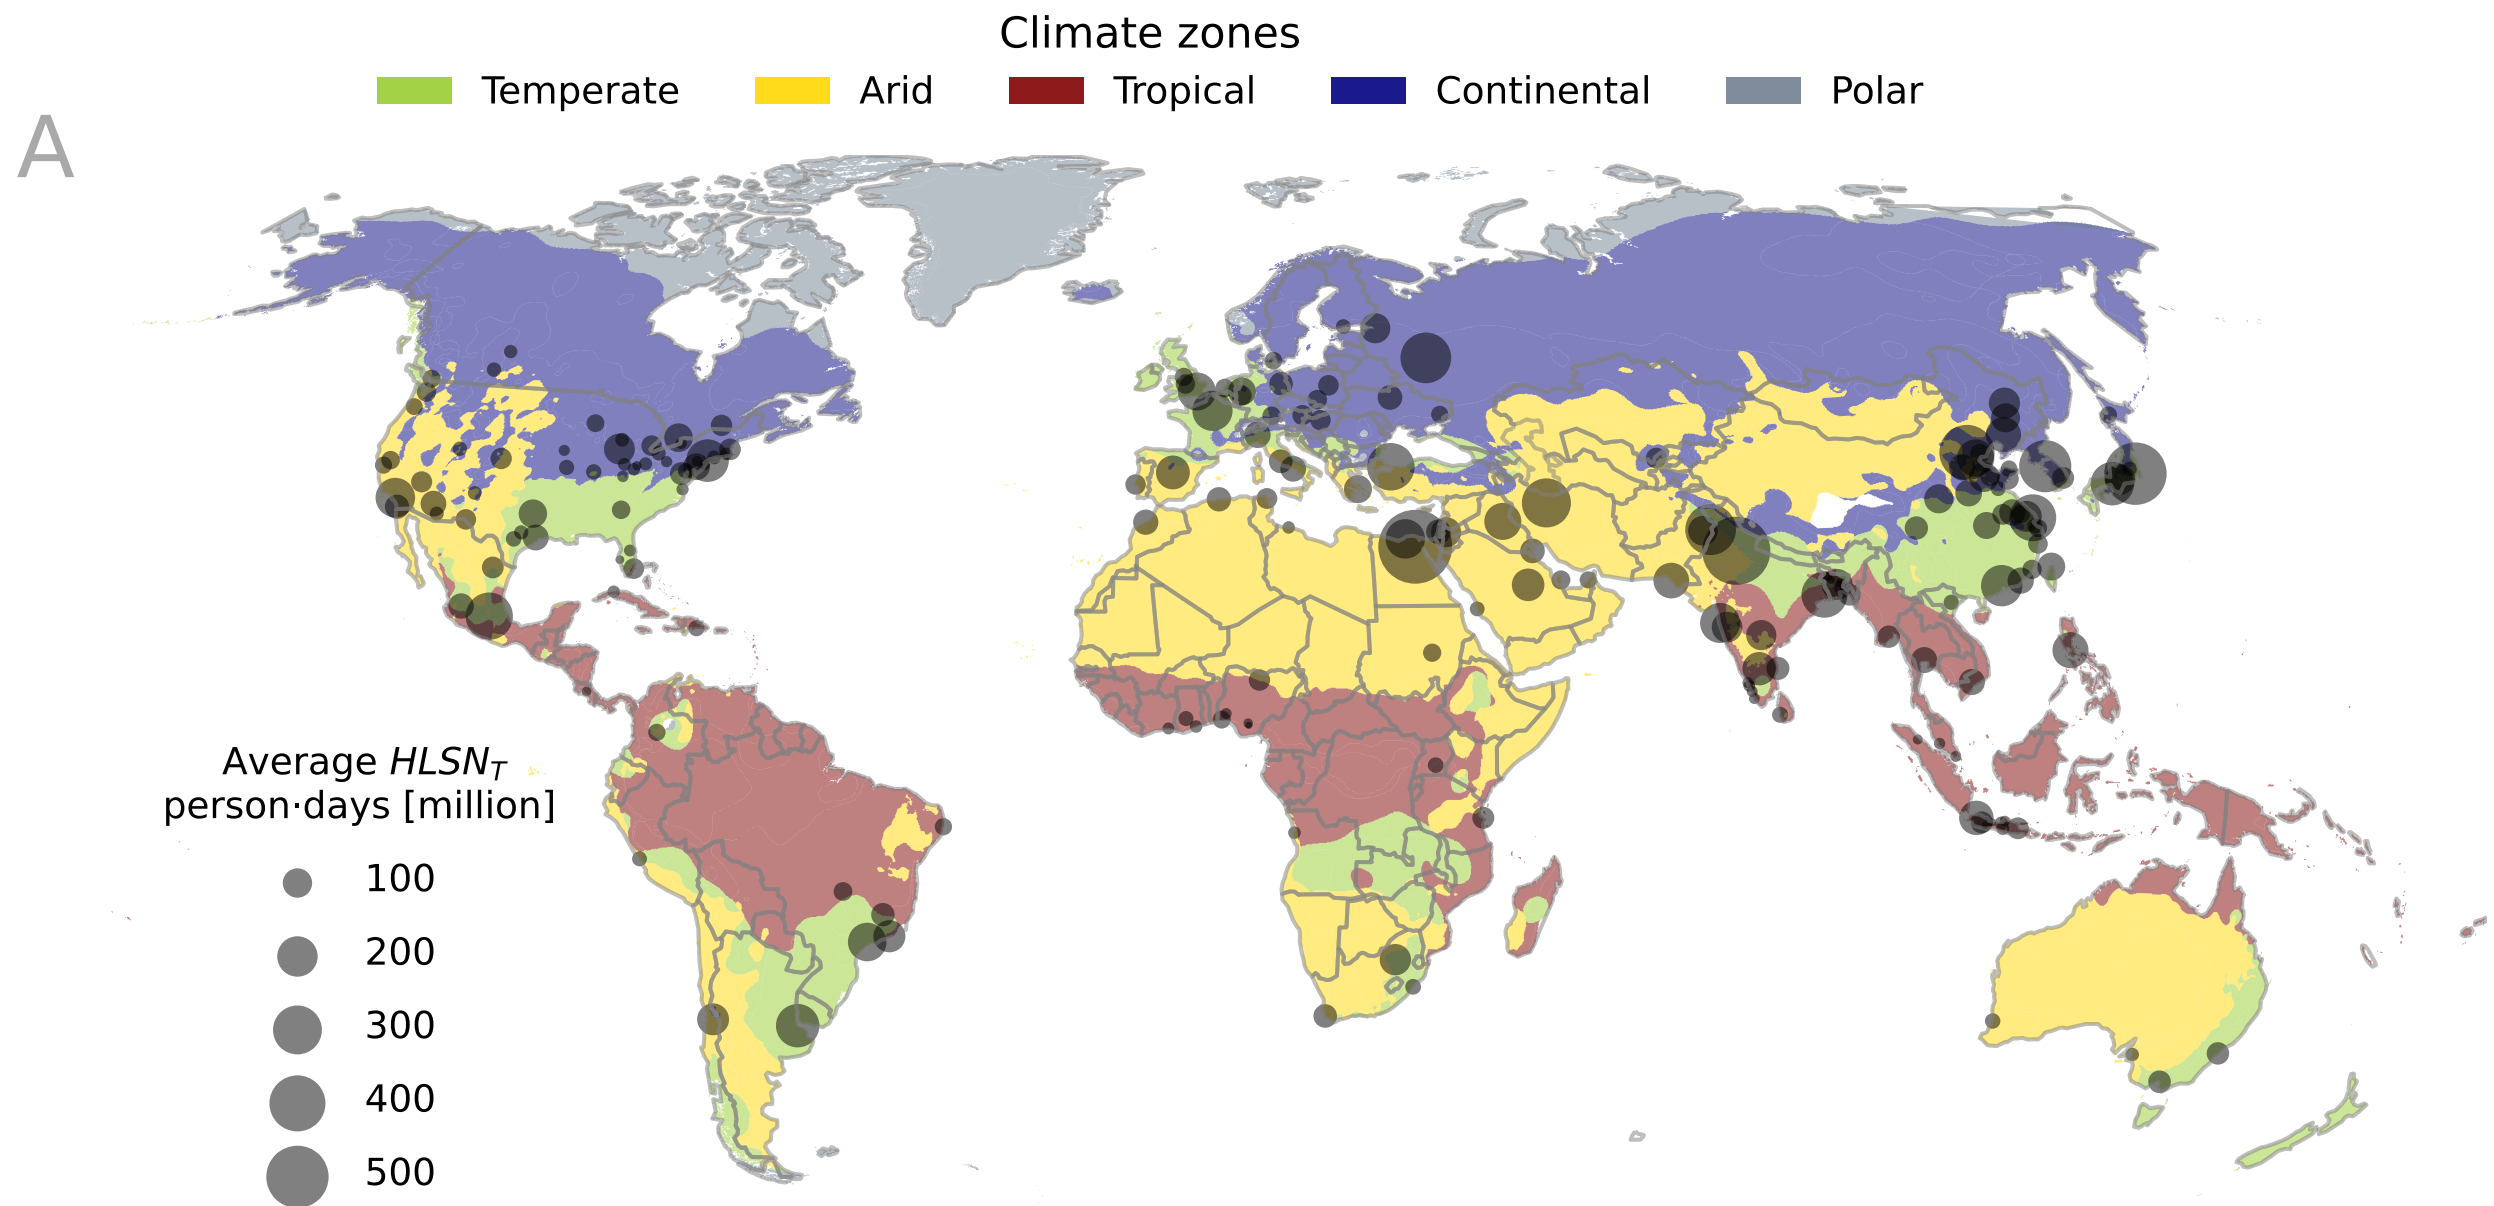 Climate zones
Temperate Arid Tropical Continental Polar
A
Average HLSN_T
person·days [million]
100
200
300
400
500